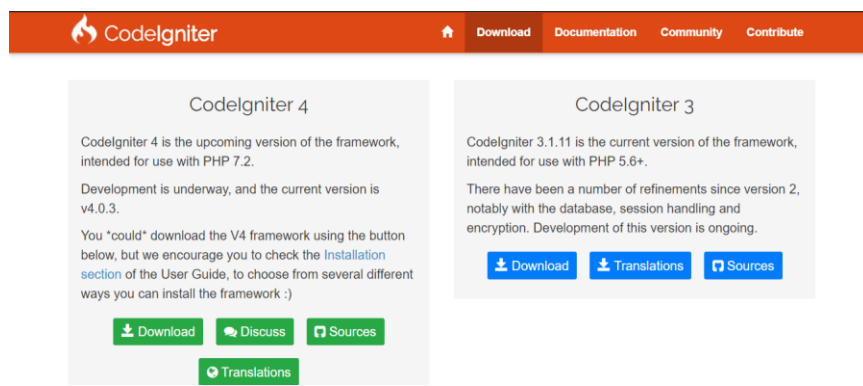 CodeIgniter
Download Documentation Community Contribute
CodeIgniter 4
CodeIgniter 4 is the upcoming version of the framework,
intended for use with PHP 7.2.
Development is underway, and the current version is
v4.0.3.
You *could* download the V4 framework using the button
below, but we encourage you to check the Installation
section of the User Guide, to choose from several different
ways you can install the framework :)
Download Discuss Sources
Translations
CodeIgniter 3
CodeIgniter 3.1.11 is the current version of the framework,
intended for use with PHP 5.6+.
There have been a number of refinements since version 2,
notably with the database, session handling and
encryption. Development of this version is ongoing.
Download Translations Sources